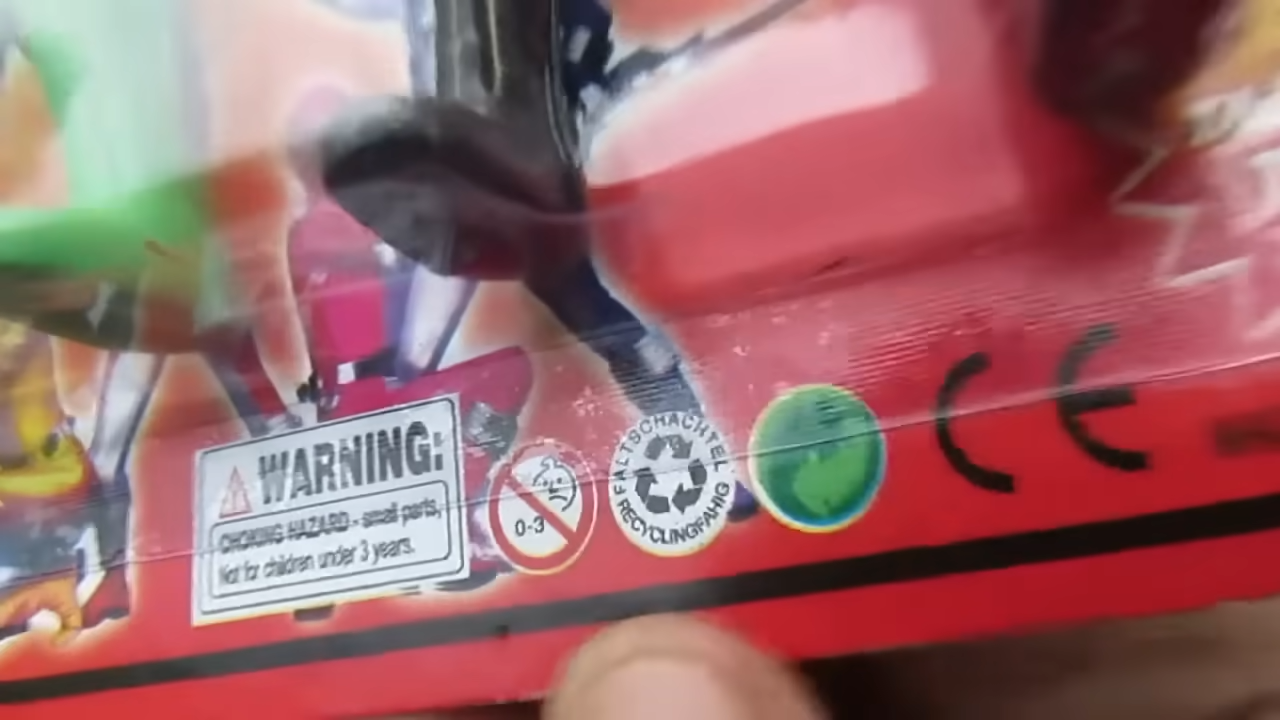 WARNING:
CHOKING HAZARD - small parts,
Not for children under 3 years.
0-3
FALTSCHACHTEL
RECYCLINGFÄHIG
CE